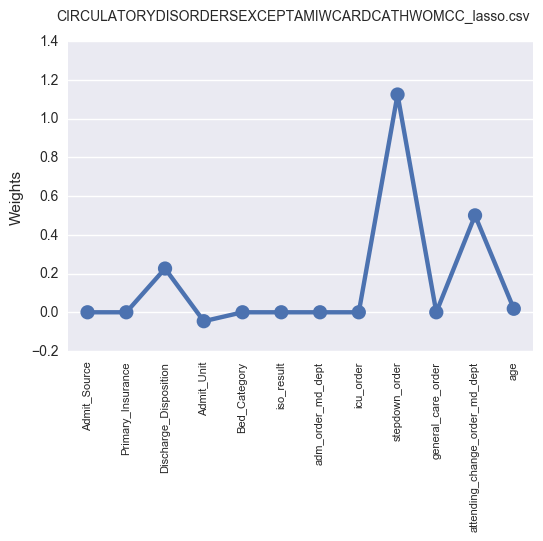 CIRCULATORYDISORDERSEXCEPTAMIWCARDCATHWOMCC_lasso.csv
1.4
1.2
1.0
0.8
0.6
0.4
0.2
0.0
−0.2
Weights
Admit_Source
Primary_Insurance
Discharge_Disposition
Admit_Unit
Bed_Category
iso_result
adm_order_md_dept
icu_order
stepdown_order
general_care_order
attending_change_order_md_dept
age